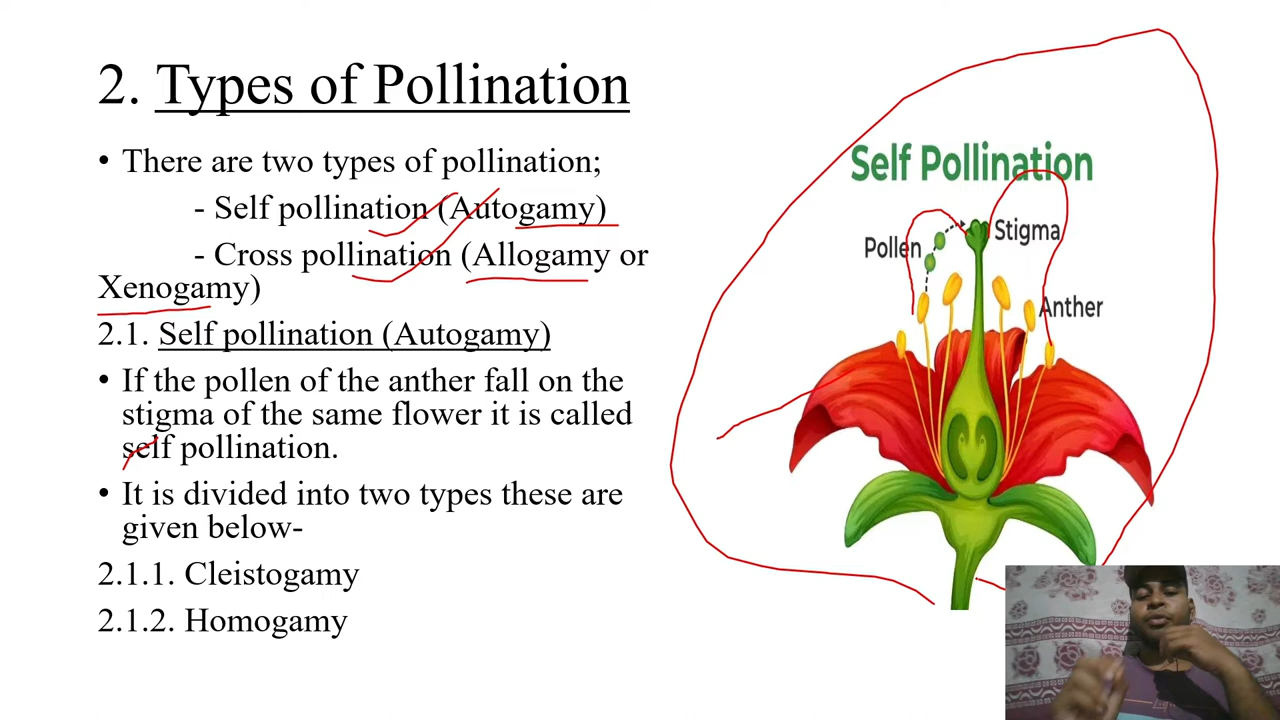 2. Types of Pollination
• There are two types of pollination;
- Self pollination (Autogamy)
- Cross pollination (Allogamy or
Xenogamy)
2.1. Self pollination (Autogamy)
• If the pollen of the anther fall on the
stigma of the same flower it is called
self pollination.
• It is divided into two types these are
given below-
2.1.1. Cleistogamy
2.1.2. Homogamy
Self Pollination
Stigma
Pollen
Anther